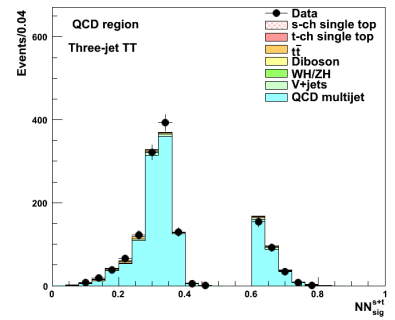 Events/0.04
600
400
200
0
QCD region
Three-jet TT
Data
s-ch single top
t-ch single top
tt̄
Diboson
WH/ZH
V+jets
QCD multijet
0 0.2 0.4 0.6 0.8 1
NN^{s+t}_{sig}